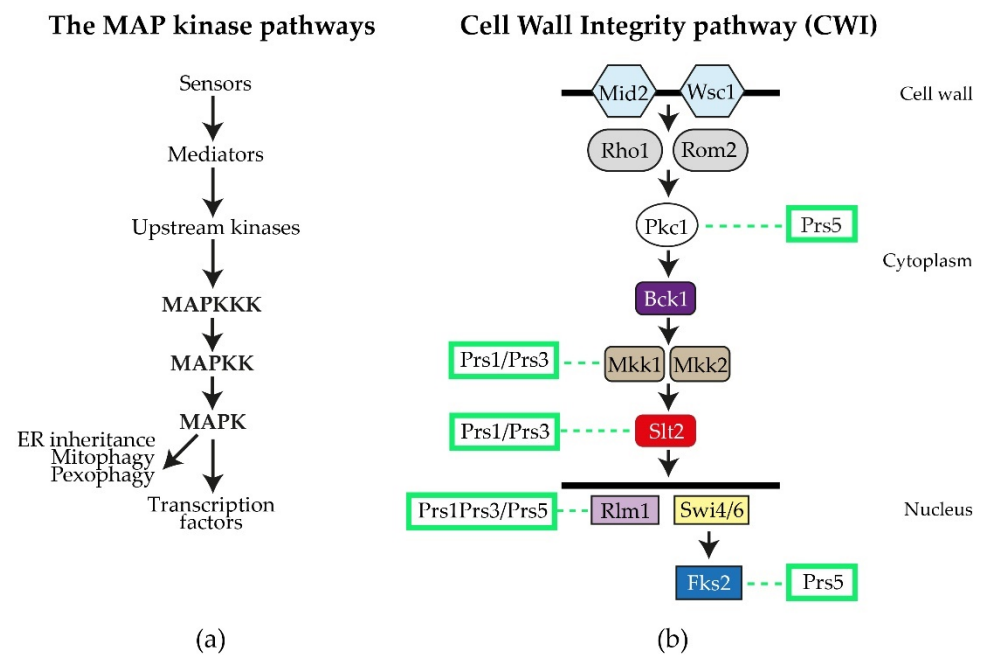 The MAP kinase pathways
Sensors
Mediators
Upstream kinases
MAPKKK
MAPKK
MAPK
ER inheritance
Mitophagy
Pexophagy
Transcription
factors
(a)
Cell Wall Integrity pathway (CWI)
Mid2
Wsc1
Cell wall
Rho1
Rom2
Pkc1
Prs5
Cytoplasm
Bck1
Prs1/Prs3
Mkk1
Mkk2
Prs1/Prs3
Slt2
Prs1Prs3/Prs5
Rlm1
Swi4/6
Nucleus
Fks2
Prs5
(b)